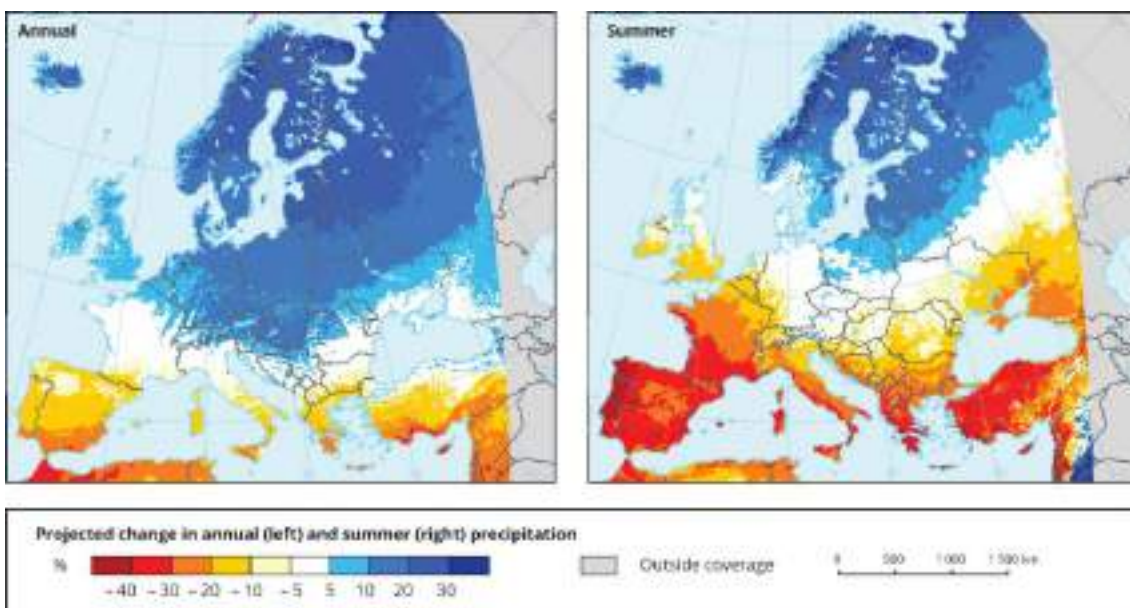 Annual
Summer
Projected change in annual (left) and summer (right) precipitation
%
− 40 − 30 − 20 − 10 − 5 5 10 20 30
Outside coverage
0 500 1 000 1 500 km